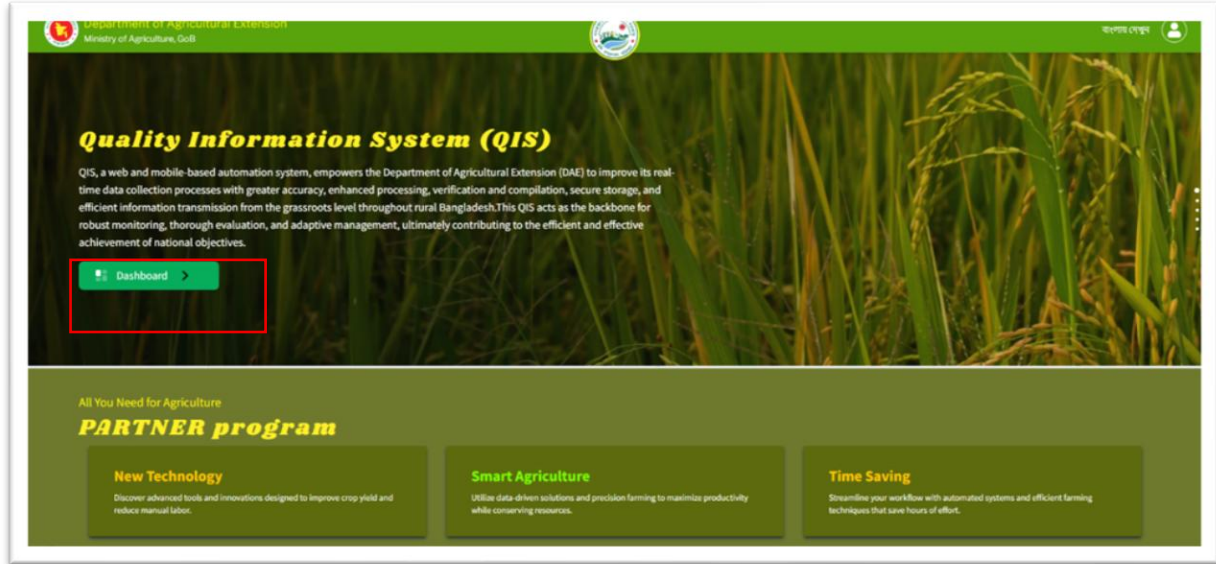 Department of Agricultural Extension
Ministry of Agriculture, GoB
বাংলায় দেখুন
Quality Information System (QIS)
QIS, a web and mobile-based automation system, empowers the Department of Agricultural Extension (DAE) to improve its real-
time data collection processes with greater accuracy, enhanced processing, verification and compilation, secure storage, and
efficient information transmission from the grassroots level throughout rural Bangladesh.This QIS acts as the backbone for
robust monitoring, thorough evaluation, and adaptive management, ultimately contributing to the efficient and effective
achievement of national objectives.
Dashboard
All You Need for Agriculture
PARTNER program
New Technology
Discover advanced tools and innovations designed to improve crop yield and
reduce manual labor.
Smart Agriculture
Utilize data-driven solutions and precision farming to maximize productivity
while conserving resources.
Time Saving
Streamline your workflow with automated systems and efficient farming
techniques that save hours of effort.